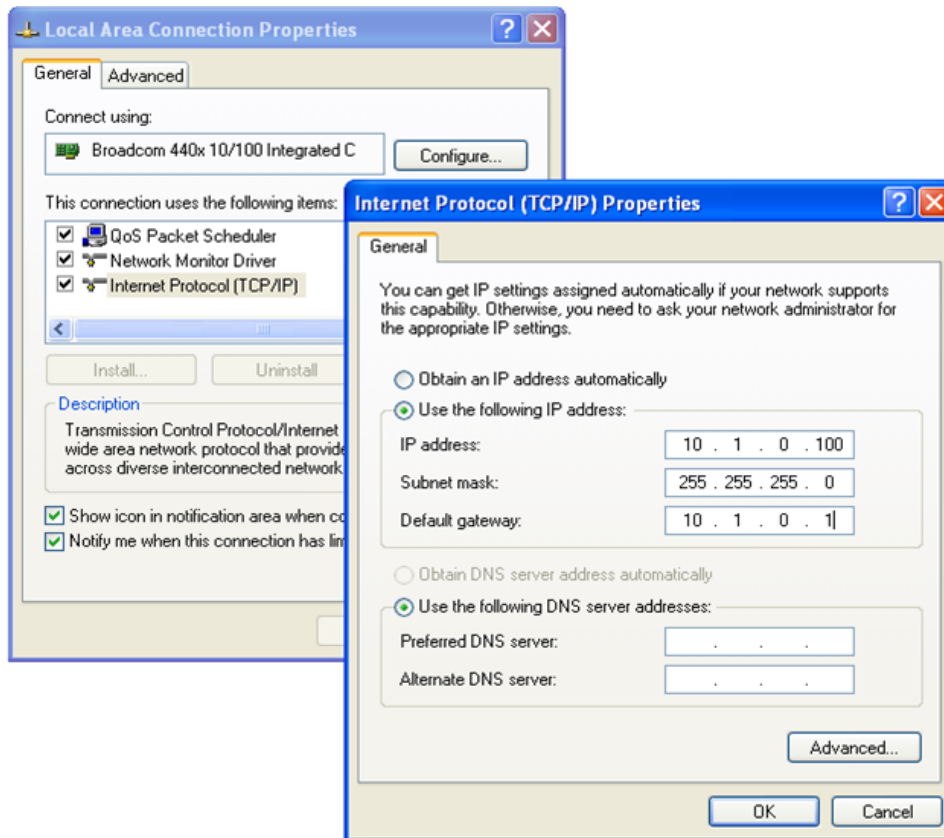 Local Area Connection Properties
General
Advanced
Connect using:
Broadcom 440x 10/100 Integrated C
Configure...
This connection uses the following items:
QoS Packet Scheduler
Network Monitor Driver
Internet Protocol (TCP/IP)
Install...
Uninstall
Description
Transmission Control Protocol/Internet
wide area network protocol that provide
across diverse interconnected network
Show icon in notification area when co
Notify me when this connection has lim
Internet Protocol (TCP/IP) Properties
General
You can get IP settings assigned automatically if your network supports
this capability. Otherwise, you need to ask your network administrator for
the appropriate IP settings.
Obtain an IP address automatically
Use the following IP address:
IP address: 10 . 1 . 0 . 100
Subnet mask: 255 . 255 . 255 . 0
Default gateway: 10 . 1 . 0 . 1
Obtain DNS server address automatically
Use the following DNS server addresses:
Preferred DNS server: . . .
Alternate DNS server: . . .
Advanced...
OK
Cancel